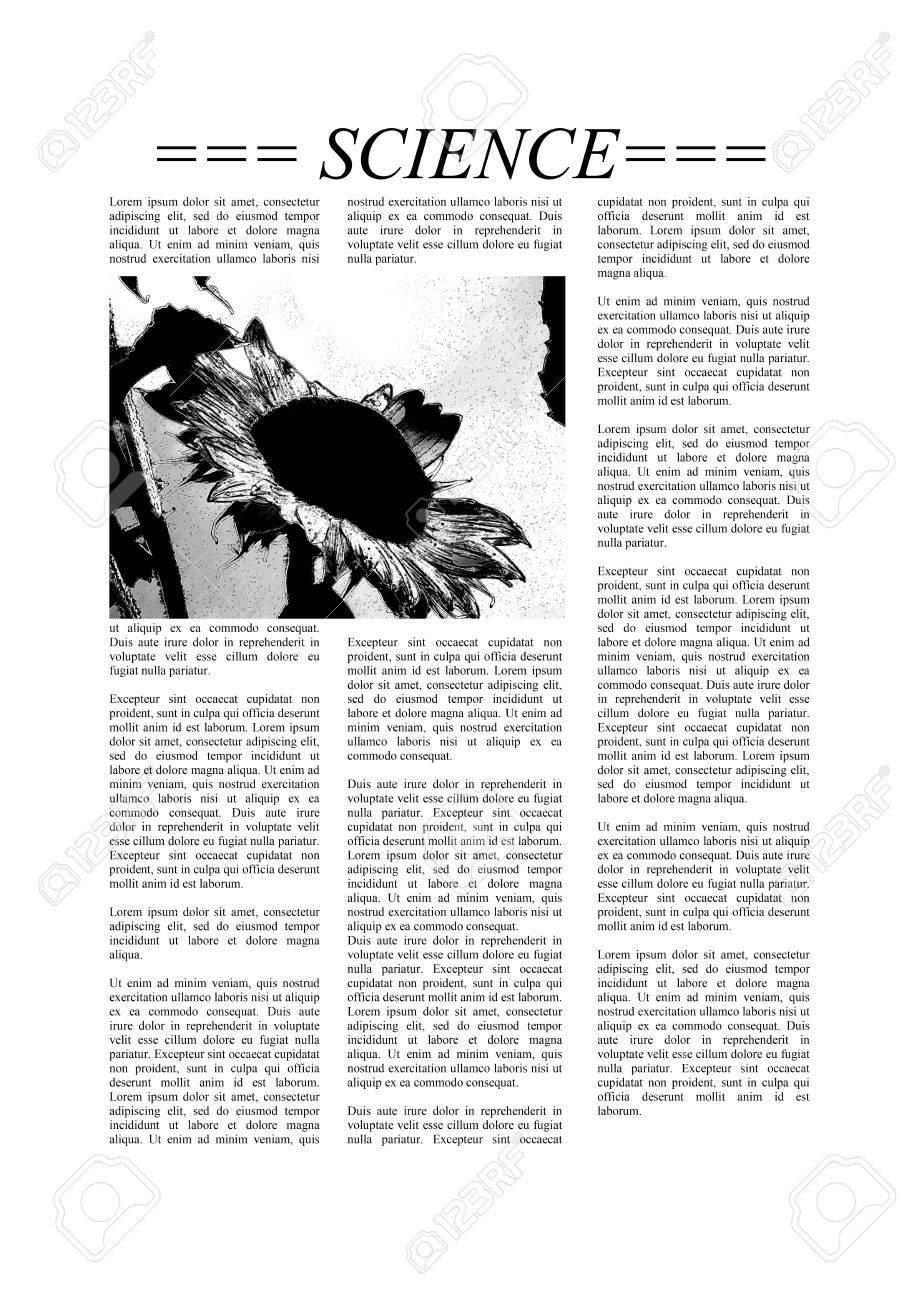 === SCIENCE===
Lorem ipsum dolor sit amet, consectetur
adipiscing elit, sed do eiusmod tempor
incididunt ut labore et dolore magna
aliqua. Ut enim ad minim veniam, quis
nostrud exercitation ullamco laboris nisi
ut aliquip ex ea commodo consequat.
Duis aute irure dolor in reprehenderit in
voluptate velit esse cillum dolore eu
fugiat nulla pariatur.
Excepteur sint occaecat cupidatat non
proident, sunt in culpa qui officia deserunt
mollit anim id est laborum. Lorem ipsum
dolor sit amet, consectetur adipiscing elit,
sed do eiusmod tempor incididunt ut
labore et dolore magna aliqua. Ut enim ad
minim veniam, quis nostrud exercitation
ullamco laboris nisi ut aliquip ex ea
commodo consequat. Duis aute irure
dolor in reprehenderit in voluptate velit
esse cillum dolore eu fugiat nulla pariatur.
Excepteur sint occaecat cupidatat non
proident, sunt in culpa qui officia deserunt
mollit anim id est laborum.
Lorem ipsum dolor sit amet, consectetur
adipiscing elit, sed do eiusmod tempor
incididunt ut labore et dolore magna
aliqua.
Ut enim ad minim veniam, quis nostrud
exercitation ullamco laboris nisi ut aliquip
ex ea commodo consequat. Duis aute
irure dolor in reprehenderit in voluptate
velit esse cillum dolore eu fugiat nulla
pariatur. Excepteur sint occaecat cupidatat
non proident, sunt in culpa qui officia
deserunt mollit anim id est laborum.
Lorem ipsum dolor sit amet, consectetur
adipiscing elit, sed do eiusmod tempor
incididunt ut labore et dolore magna
aliqua. Ut enim ad minim veniam, quis
nostrud exercitation ullamco laboris nisi ut
aliquip ex ea commodo consequat. Duis
aute irure dolor in reprehenderit in
voluptate velit esse cillum dolore eu fugiat
nulla pariatur.
Excepteur sint occaecat cupidatat non
proident, sunt in culpa qui officia deserunt
mollit anim id est laborum. Lorem ipsum
dolor sit amet, consectetur adipiscing elit,
sed do eiusmod tempor incididunt ut
labore et dolore magna aliqua. Ut enim ad
minim veniam, quis nostrud exercitation
ullamco laboris nisi ut aliquip ex ea
commodo consequat.
Duis aute irure dolor in reprehenderit in
voluptate velit esse cillum dolore eu fugiat
nulla pariatur. Excepteur sint occaecat
cupidatat non proident, sunt in culpa qui
officia deserunt mollit anim id est laborum.
Lorem ipsum dolor sit amet, consectetur
adipiscing elit, sed do eiusmod tempor
incididunt ut labore et dolore magna
aliqua. Ut enim ad minim veniam, quis
nostrud exercitation ullamco laboris nisi ut
aliquip ex ea commodo consequat.
Duis aute irure dolor in reprehenderit in
voluptate velit esse cillum dolore eu fugiat
nulla pariatur. Excepteur sint occaecat
cupidatat non proident, sunt in culpa qui
officia deserunt mollit anim id est laborum.
Lorem ipsum dolor sit amet, consectetur
adipiscing elit, sed do eiusmod tempor
incididunt ut labore et dolore magna
aliqua. Ut enim ad minim veniam, quis
nostrud exercitation ullamco laboris nisi ut
aliquip ex ea commodo consequat.
Duis aute irure dolor in reprehenderit in
voluptate velit esse cillum dolore eu fugiat
nulla pariatur. Excepteur sint occaecat
cupidatat non proident, sunt in culpa qui
officia deserunt mollit anim id est
laborum. Lorem ipsum dolor sit amet,
consectetur adipiscing elit, sed do eiusmod
tempor incididunt ut labore et dolore
magna aliqua.
Ut enim ad minim veniam, quis nostrud
exercitation ullamco laboris nisi ut aliquip
ex ea commodo consequat. Duis aute irure
dolor in reprehenderit in voluptate velit
esse cillum dolore eu fugiat nulla pariatur.
Excepteur sint occaecat cupidatat non
proident, sunt in culpa qui officia deserunt
mollit anim id est laborum.
Lorem ipsum dolor sit amet, consectetur
adipiscing elit, sed do eiusmod tempor
incididunt ut labore et dolore magna
aliqua. Ut enim ad minim veniam, quis
nostrud exercitation ullamco laboris nisi ut
aliquip ex ea commodo consequat. Duis
aute irure dolor in reprehenderit in
voluptate velit esse cillum dolore eu fugiat
nulla pariatur.
Excepteur sint occaecat cupidatat non
proident, sunt in culpa qui officia deserunt
mollit anim id est laborum. Lorem ipsum
dolor sit amet, consectetur adipiscing elit,
sed do eiusmod tempor incididunt ut
labore et dolore magna aliqua. Ut enim ad
minim veniam, quis nostrud exercitation
ullamco laboris nisi ut aliquip ex ea
commodo consequat. Duis aute irure dolor
in reprehenderit in voluptate velit esse
cillum dolore eu fugiat nulla pariatur.
Excepteur sint occaecat cupidatat non
proident, sunt in culpa qui officia deserunt
mollit anim id est laborum. Lorem ipsum
dolor sit amet, consectetur adipiscing elit,
sed do eiusmod tempor incididunt ut
labore et dolore magna aliqua.
Ut enim ad minim veniam, quis nostrud
exercitation ullamco laboris nisi ut aliquip
ex ea commodo consequat. Duis aute irure
dolor in reprehenderit in voluptate velit
esse cillum dolore eu fugiat nulla pariatur.
Excepteur sint occaecat cupidatat non
proident, sunt in culpa qui officia deserunt
mollit anim id est laborum.
Lorem ipsum dolor sit amet, consectetur
adipiscing elit, sed do eiusmod tempor
incididunt ut labore et dolore magna
aliqua. Ut enim ad minim veniam, quis
nostrud exercitation ullamco laboris nisi ut
aliquip ex ea commodo consequat. Duis
aute irure dolor in reprehenderit in
voluptate velit esse cillum dolore eu fugiat
nulla pariatur. Excepteur sint occaecat
cupidatat non proident, sunt in culpa qui
officia deserunt mollit anim id est
laborum.
123RF
123RF
123RF
123RF
123RF
123RF